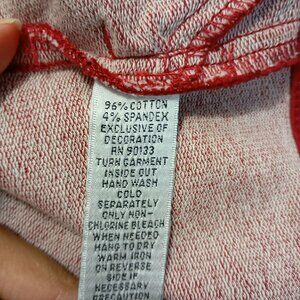 96% COTTON
4% SPANDEX
EXCLUSIVE OF
DECORATION
RN 90133
TURN GARMENT
INSIDE OUT
HAND WASH
COLD
SEPARATELY
ONLY NON-
CHLORINE BLEACH
WHEN NEEDED
HANG TO DRY
WARM IRON
ON REVERSE
SIDE IF
NECESSARY
PRECAUTION